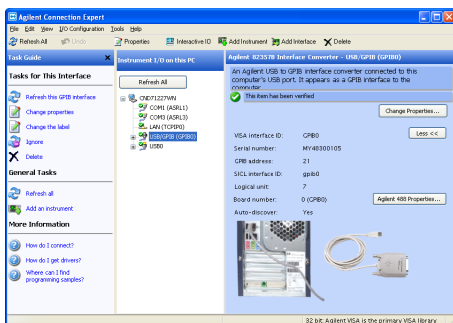 Agilent Connection Expert
File Edit View I/O Configuration Tools Help
Refresh All Undo Properties Interactive IO Add Instrument Add Interface Delete
Task Guide
Tasks for This Interface
Refresh this GPIB interface
Change properties
Change the label
Ignore
Delete
General Tasks
Refresh all
Add an instrument
More Information
How do I connect?
How do I get drivers?
Where can I find
programming samples?
Instrument I/O on this PC
Refresh All
CND71227WN
COM1 (ASRL1)
COM3 (ASRL3)
LAN (TCPIP0)
USB/GPIB (GPIB0)
USB0
Agilent 82357B Interface Converter - USB/GPIB (GPIB0)
An Agilent USB to GPIB interface converter connected to this
computer's USB port. It appears as a GPIB interface to the
computer.
This item has been verified
Change Properties...
VISA interface ID: GPIB0
Less <<
Serial number: MY48300105
GPIB address: 21
SICL interface ID: gpib0
Logical unit: 7
Board number: 0 (GPIB0)
Agilent 488 Properties...
Auto-discover: Yes
32 bit: Agilent VISA is the primary VISA library